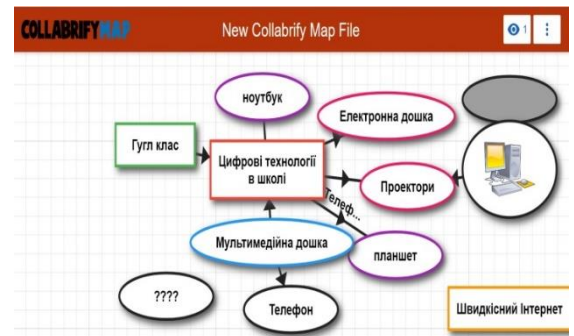 COLLABRIFY MAP
New Collabrify Map File
1
ноутбук
Електронна дошка
Гугл клас
Цифрові технології
в школі
Проектори
Телеф...
Мультимедійна дошка
планшет
????
Телефон
Швидкісний Інтернет